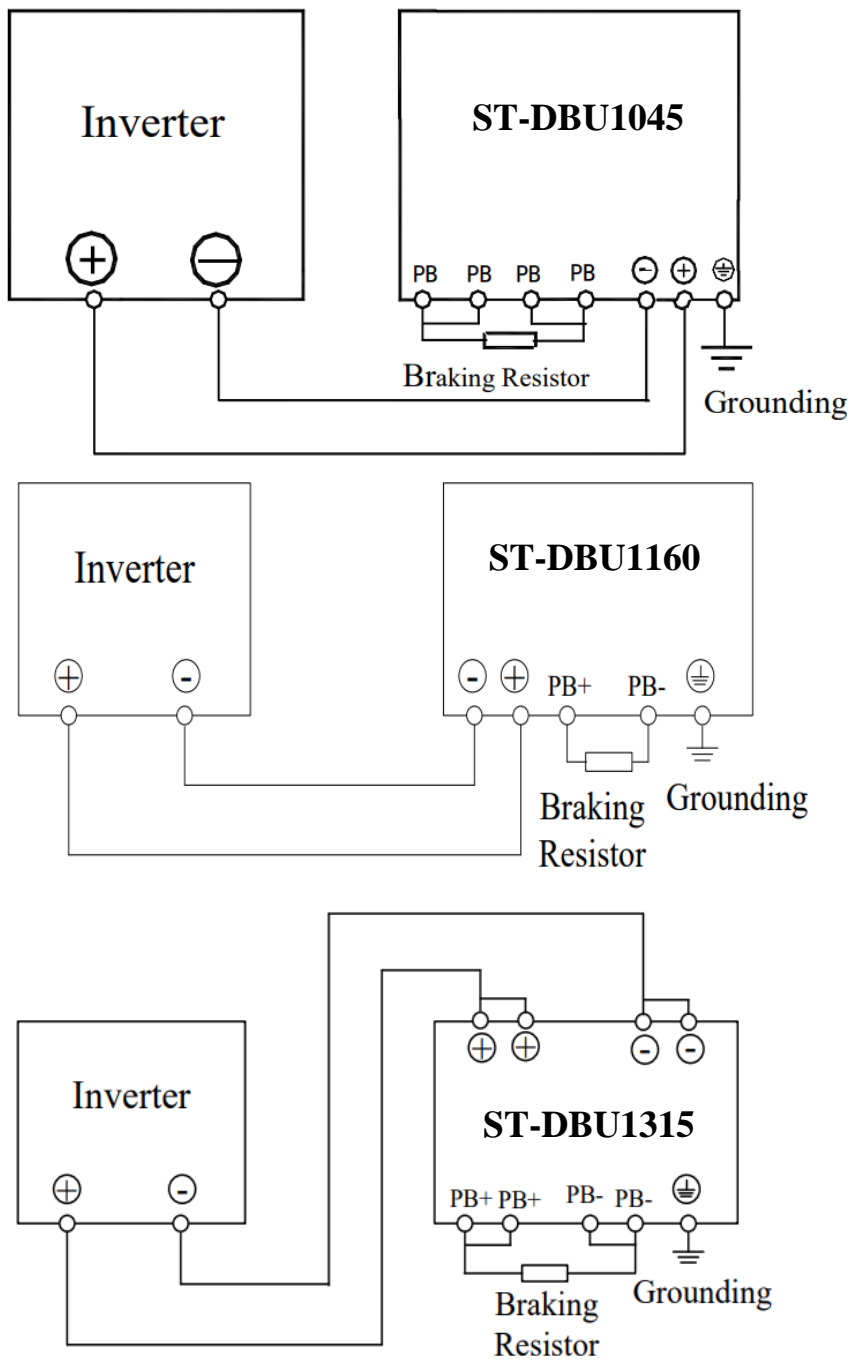 Inverter
ST-DBU1045
+ -
PB PB PB PB - +
Braking Resistor
Grounding
Inverter
ST-DBU1160
+ -
- + PB+ PB-
Braking
Resistor
Grounding
+ + - -
Inverter
ST-DBU1315
+ -
PB+ PB+ PB- PB-
Braking
Resistor
Grounding